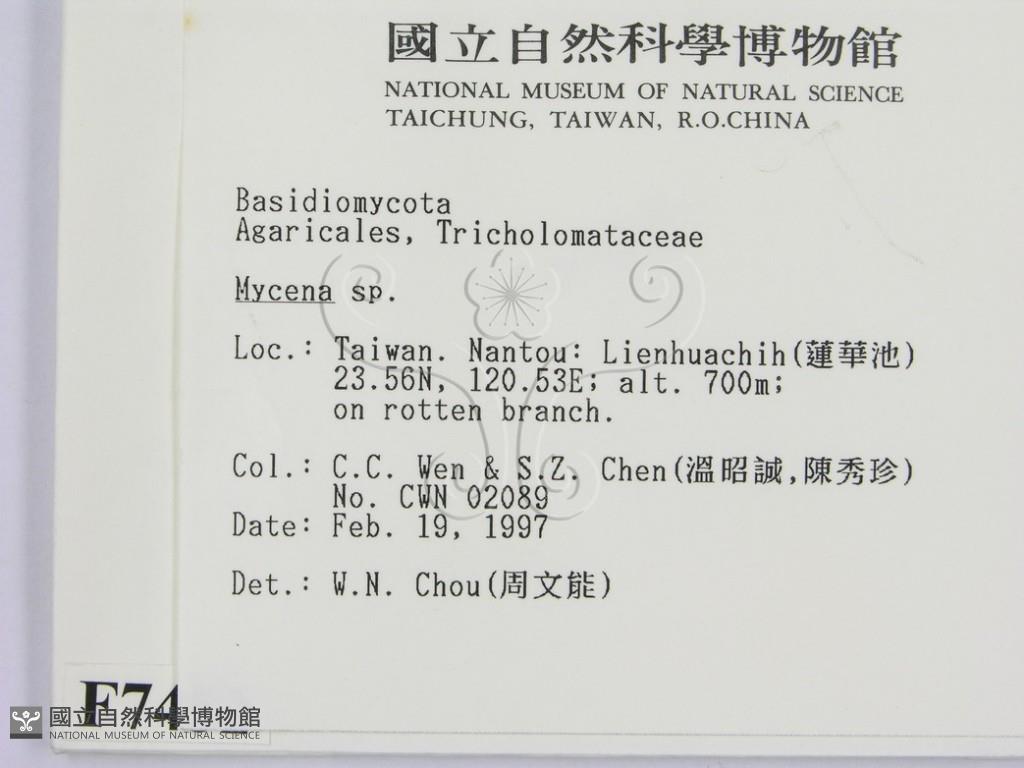 國立自然科學博物館
NATIONAL MUSEUM OF NATURAL SCIENCE
TAICHUNG, TAIWAN, R.O.CHINA
Basidiomycota
Agaricales, Tricholomataceae
Mycena sp.
Loc.: Taiwan. Nantou: Lienhuachih(蓮華池)
23.56N, 120.53E; alt. 700m;
on rotten branch.
Col.: C.C. Wen & S.Z. Chen(溫昭誠,陳秀珍)
No. CWN 02089
Date: Feb. 19, 1997
Det.: W.N. Chou(周文能)
F74
國立自然科學博物館
NATIONAL MUSEUM OF NATURAL SCIENCE